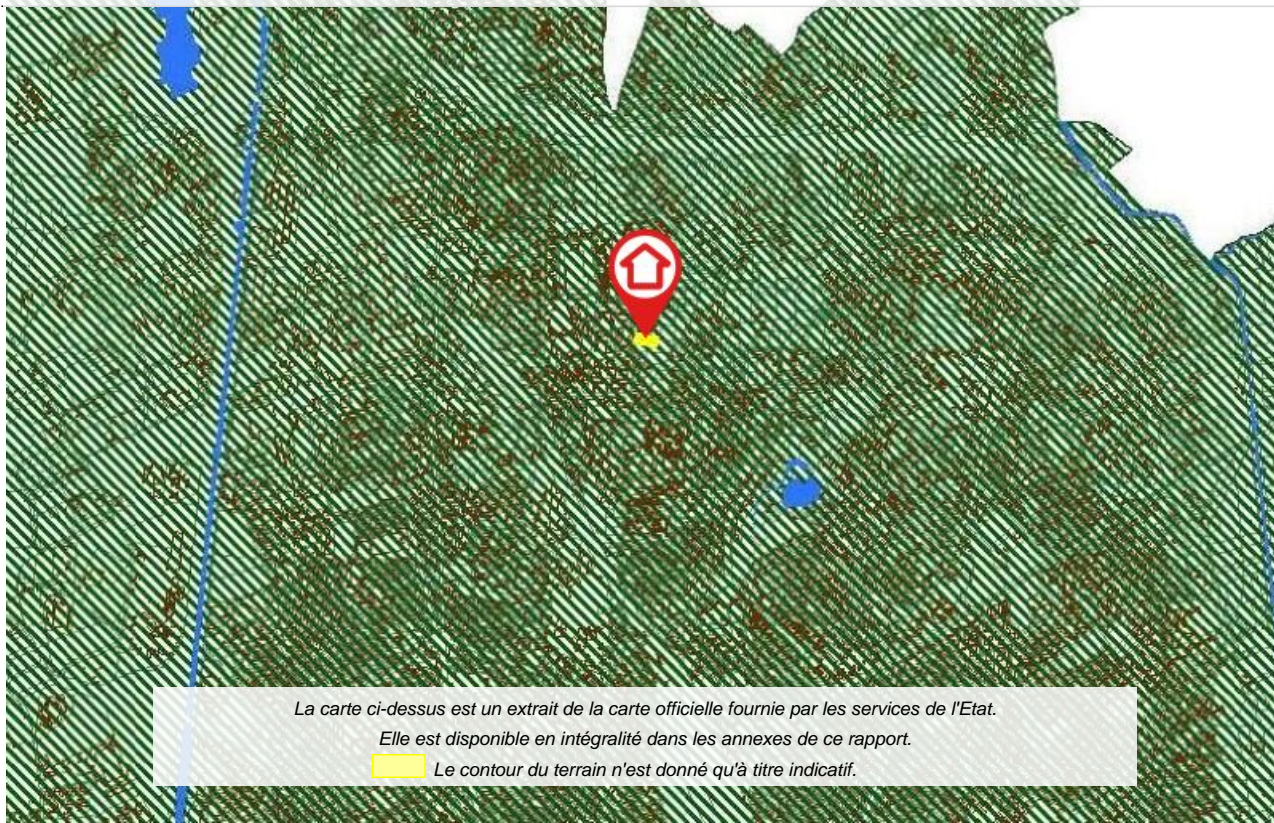 La carte ci-dessus est un extrait de la carte officielle fournie par les services de l'Etat.
Elle est disponible en intégralité dans les annexes de ce rapport.
Le contour du terrain n'est donné qu'à titre indicatif.